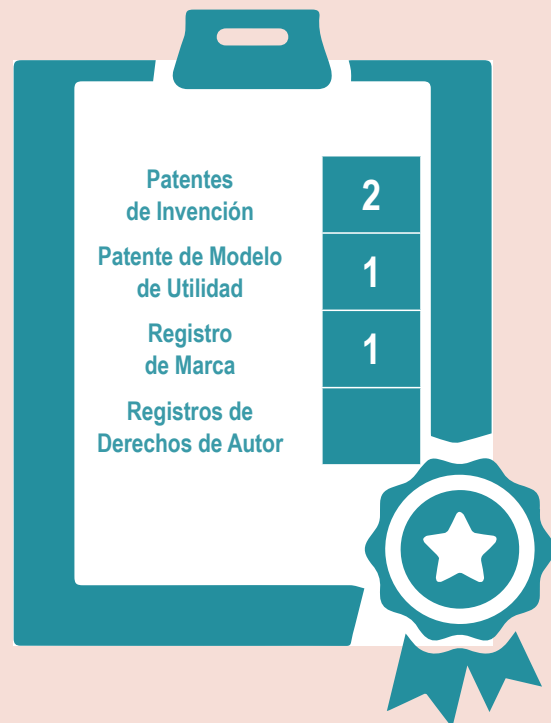 Patentes
de Invención
2
Patente de Modelo
de Utilidad
1
Registro
de Marca
1
Registros de
Derechos de Autor